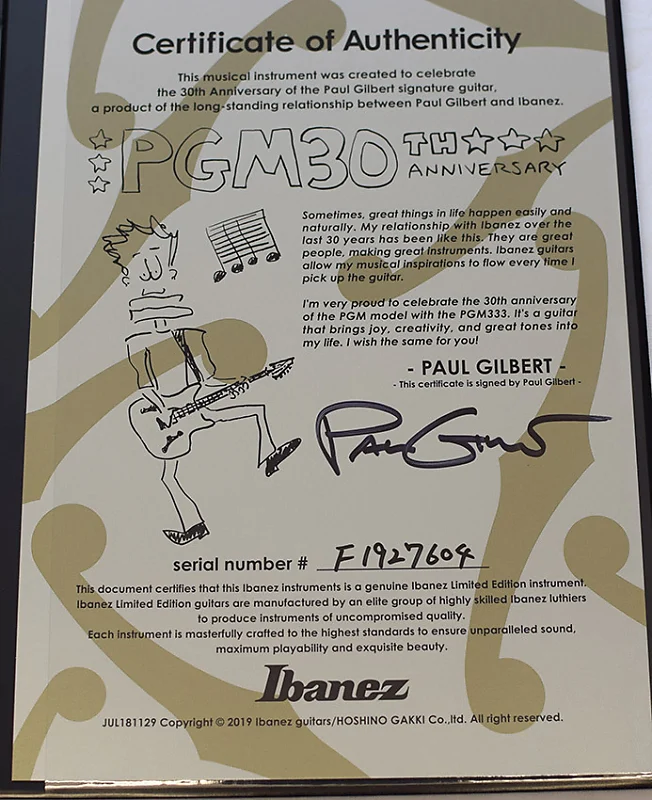 Certificate of Authenticity
This musical instrument was created to celebrate
the 30th Anniversary of the Paul Gilbert signature guitar,
a product of the long-standing relationship between Paul Gilbert and Ibanez.
PGM30TH
ANNIVERSARY
Sometimes, great things in life happen easily and
naturally. My relationship with Ibanez over the
last 30 years has been like this. They are great
people, making great instruments. Ibanez guitars
allow my musical inspirations to flow every time I
pick up the guitar.
I'm very proud to celebrate the 30th anniversary
of the PGM model with the PGM333. It's a guitar
that brings joy, creativity, and great tones into
my life. I wish the same for you!
- PAUL GILBERT -
- This certificate is signed by Paul Gilbert -
Paul Gilbert
serial number # F1927604
This document certifies that this Ibanez instruments is a genuine Ibanez Limited Edition instrument.
Ibanez Limited Edition guitars are manufactured by an elite group of highly skilled Ibanez luthiers
to produce instruments of uncompromised quality.
Each instrument is masterfully crafted to the highest standards to ensure unparalleled sound,
maximum playability and exquisite beauty.
Ibanez
JUL181129 Copyright © 2019 Ibanez guitars/HOSHINO GAKKI Co.,ltd. All right reserved.